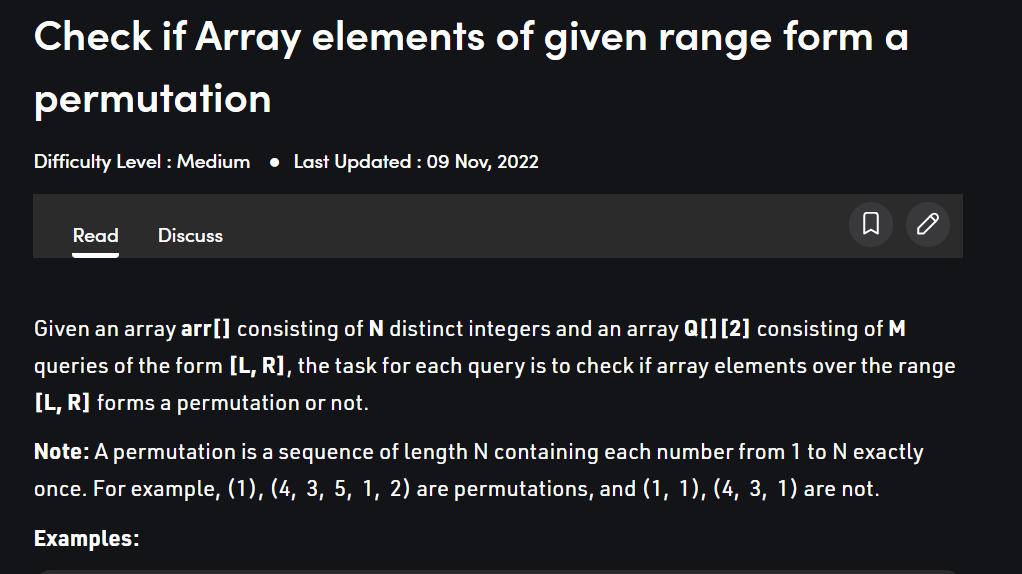 Check if Array elements of given range form a
permutation
Difficulty Level : Medium ● Last Updated : 09 Nov, 2022
Read Discuss
Given an array arr[] consisting of N distinct integers and an array Q[][2] consisting of M
queries of the form [L, R], the task for each query is to check if array elements over the range
[L, R] forms a permutation or not.
Note: A permutation is a sequence of length N containing each number from 1 to N exactly
once. For example, (1), (4, 3, 5, 1, 2) are permutations, and (1, 1), (4, 3, 1) are not.
Examples: